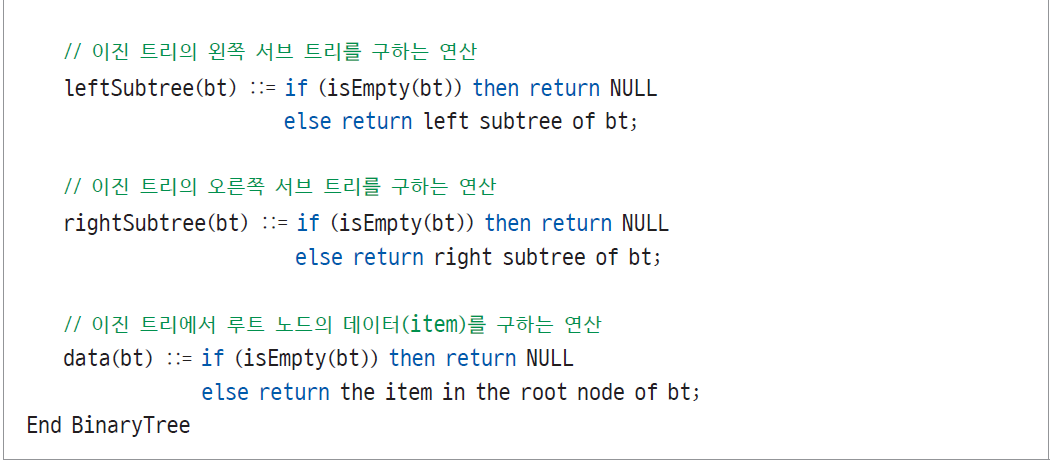 // 이진 트리의 왼쪽 서브 트리를 구하는 연산
leftSubtree(bt) ::= if (isEmpty(bt)) then return NULL
else return left subtree of bt;
// 이진 트리의 오른쪽 서브 트리를 구하는 연산
rightSubtree(bt) ::= if (isEmpty(bt)) then return NULL
else return right subtree of bt;
// 이진 트리에서 루트 노드의 데이터(item)를 구하는 연산
data(bt) ::= if (isEmpty(bt)) then return NULL
else return the item in the root node of bt;
End BinaryTree